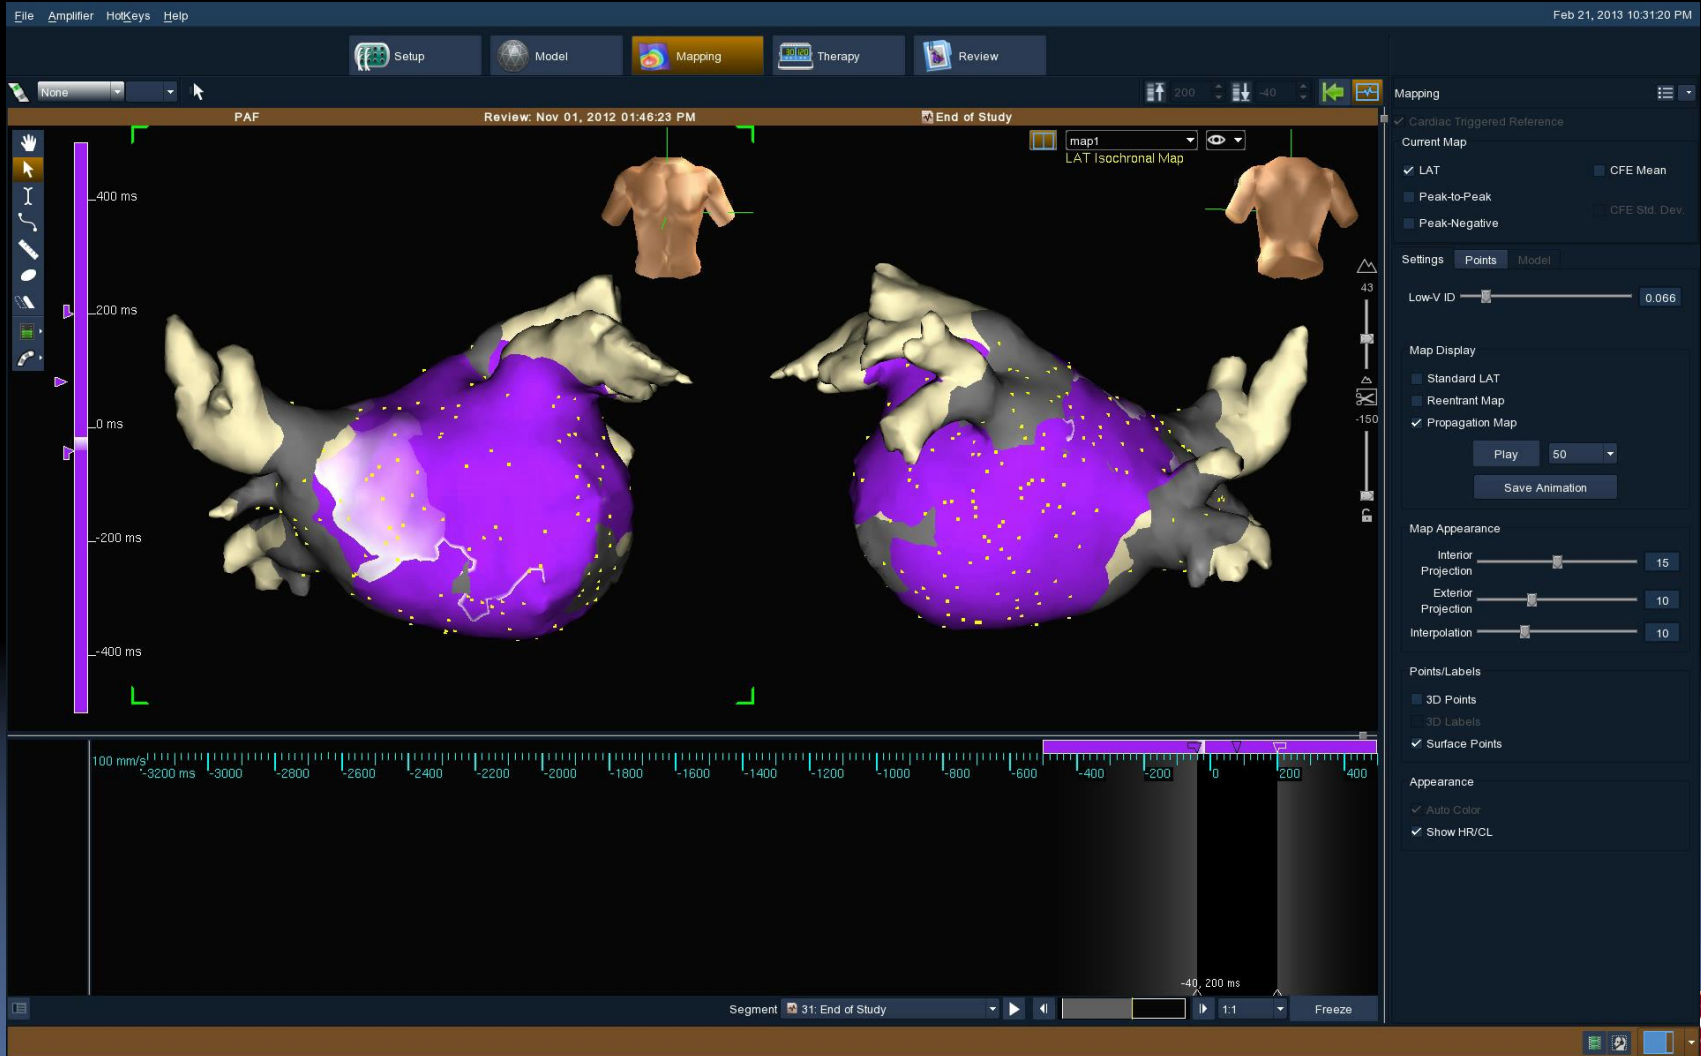 File Amplifier HotKeys Help
Feb 21, 2013 10:31:20 PM
Setup
Model
Mapping
Therapy
Review
None
200
-40
PAF
Review: Nov 01, 2012 01:46:23 PM
End of Study
map1
LAT Isochronal Map
400 ms
200 ms
0 ms
-200 ms
-400 ms
43
-150
Mapping
Cardiac Triggered Reference
Current Map
LAT
CFE Mean
Peak-to-Peak
CFE Std. Dev.
Peak-Negative
Settings Points Model
Low-V ID 0.066
Map Display
Standard LAT
Reentrant Map
Propagation Map
Play 50
Save Animation
Map Appearance
Interior
Projection 15
Exterior
Projection 10
Interpolation 10
Points/Labels
3D Points
3D Labels
Surface Points
Appearance
Auto Color
Show HR/CL
100 mm/s
-3200 ms -3000 -2800 -2600 -2400 -2200 -2000 -1800 -1600 -1400 -1200 -1000 -800 -600 -400 -200 0 200 400
-40, 200 ms
Segment 31: End of Study 1:1 Freeze